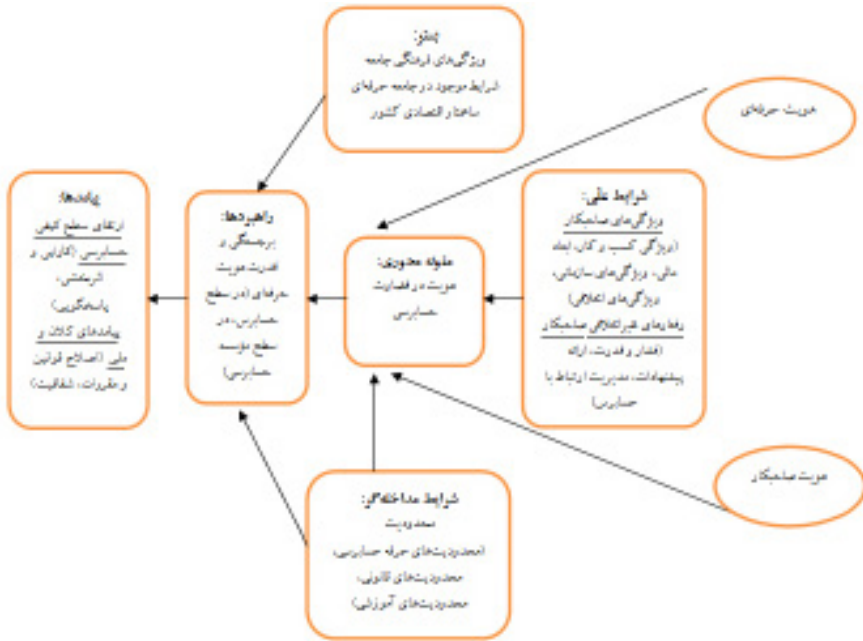 بستر:
ویژگی‌های فرهنگی جامعه
شرایط موجود در جامعه حرفه‌ای
ساختار اقتصادی کشور
هویت حرفه‌ای
شرایط علّی:
ویژگی‌های صاحبکار
(ویژگی کسب و کار، ابعاد
مالی، ویژگی‌های سازمانی،
ویژگی‌های اخلاقی)
رفتارهای غیراخلاقی صاحبکار
(فشار و قدرت، ارائه
پیشنهادات، مدیریت ارتباط با
حسابرس)
مقوله محوری:
هویت در قضاوت
حسابرسی
راهبردها:
برجستگی و
قدرت هویت
حرفه‌ای (در سطح
حسابرس، در
سطح مؤسسه
حسابرسی)
پیامدها:
ارتقای سطح کیفی
حسابرسی (کارایی و
اثربخشی،
پاسخگویی)
پیامدهای کلان و
ملی (اصلاح قوانین
و مقررات، شفافیت)
هویت صاحبکار
شرایط مداخله‌گر:
محدودیت
(محدودیت‌های حرفه حسابرسی،
محدودیت‌های قانونی،
محدودیت‌های آموزشی)